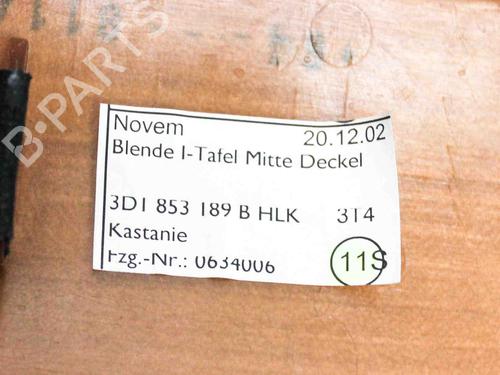 B-PARTS
Novem 20.12.02
Blende I-Tafel Mitte Deckel
3D1 853 189 B HLK 3T4
Kastanie
Fzg.-Nr.: 0634006 11S